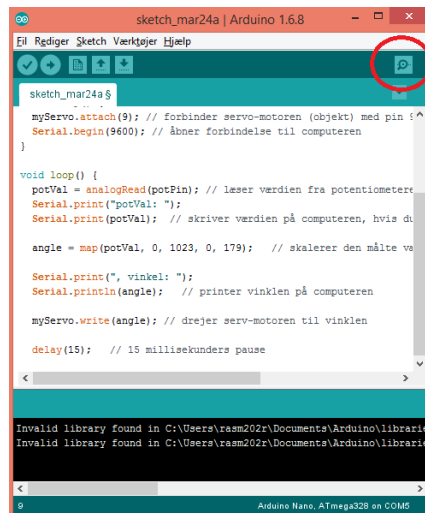 sketch_mar24a | Arduino 1.6.8
Fil Rediger Sketch Værktøjer Hjælp
sketch_mar24a §
myServo.attach(9); // forbinder servo-motoren (objekt) med pin 9
Serial.begin(9600); // åbner forbindelse til computeren
}
void loop() {
potVal = analogRead(potPin); // læser værdien fra potentiometere
Serial.print("potVal: ");
Serial.print(potVal); // skriver værdien på computeren, hvis du
angle = map(potVal, 0, 1023, 0, 179); // skalerer den målte va
Serial.print(", vinkel: ");
Serial.println(angle); // printer vinklen på computeren
myServo.write(angle); // drejer serv-motoren til vinklen
delay(15); // 15 millisekunders pause
Invalid library found in C:\Users\rasm202r\Documents\Arduino\librarie
Invalid library found in C:\Users\rasm202r\Documents\Arduino\librarie
9 Arduino Nano, ATmega328 on COM5